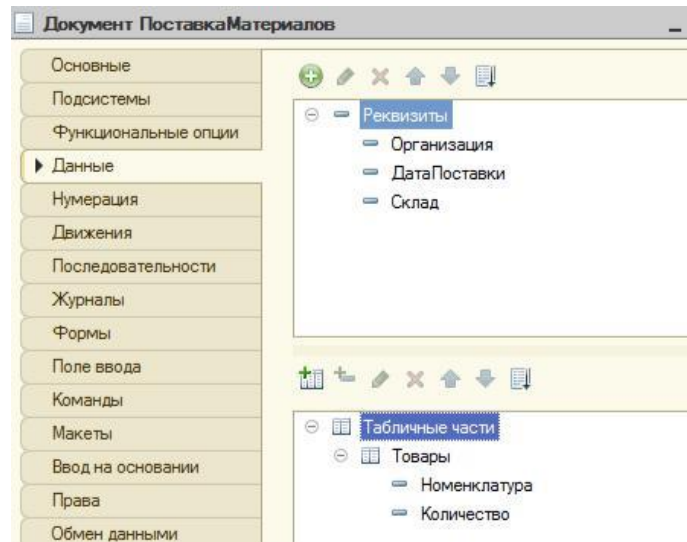 Документ ПоставкаМатериалов
Основные
Подсистемы
Функциональные опции
Данные
Нумерация
Движения
Последовательности
Журналы
Формы
Поле ввода
Команды
Макеты
Ввод на основании
Права
Обмен данными
Реквизиты
Организация
ДатаПоставки
Склад
Табличные части
Товары
Номенклатура
Количество